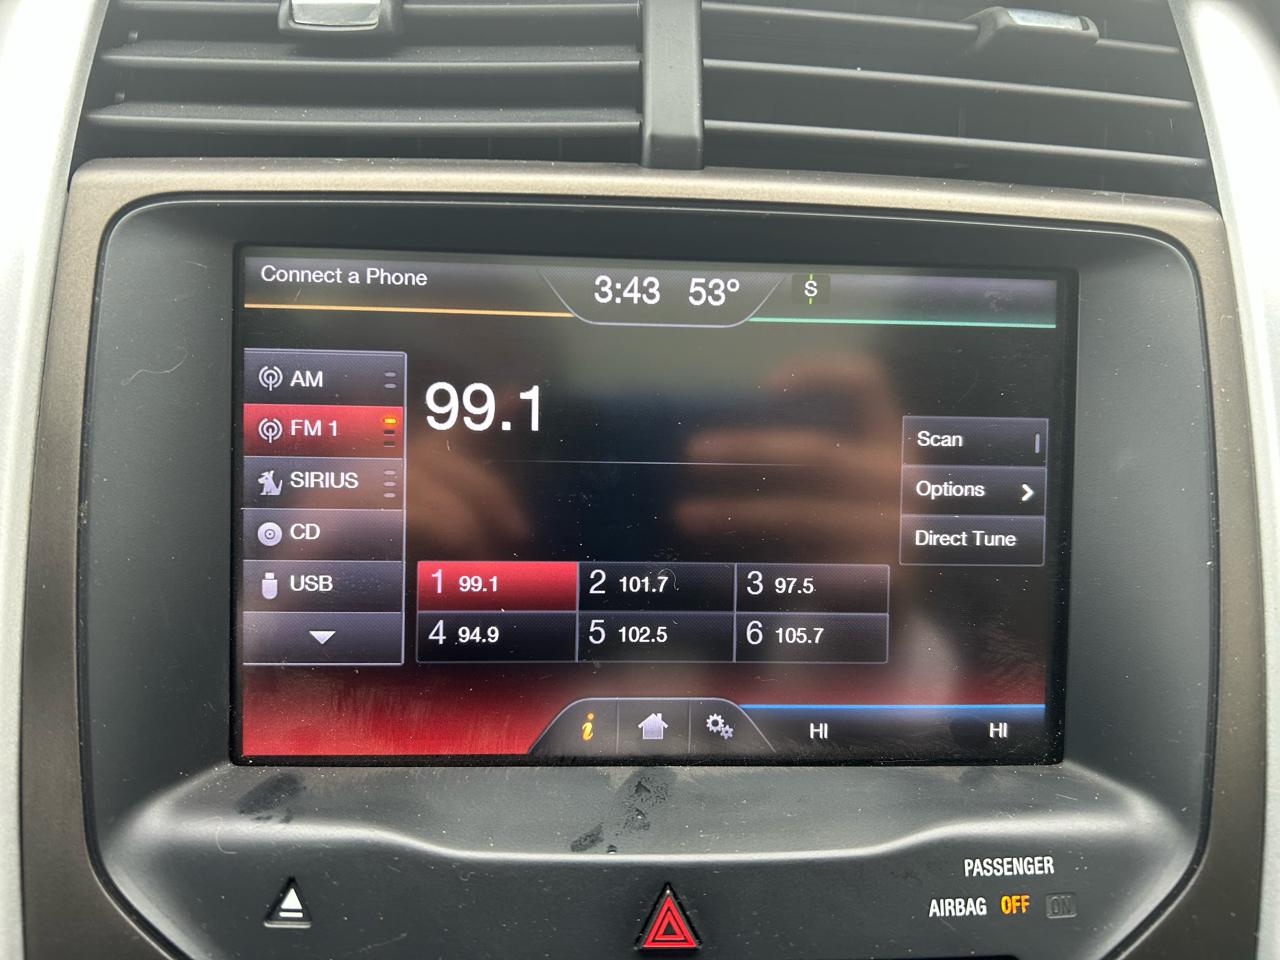 Connect a Phone
3:43 53° S
AM
FM 1
SIRIUS
CD
USB
99.1
Scan
Options
Direct Tune
1 99.1 2 101.7 3 97.5
4 94.9 5 102.5 6 105.7
i HI HI
PASSENGER
AIRBAG OFF ON